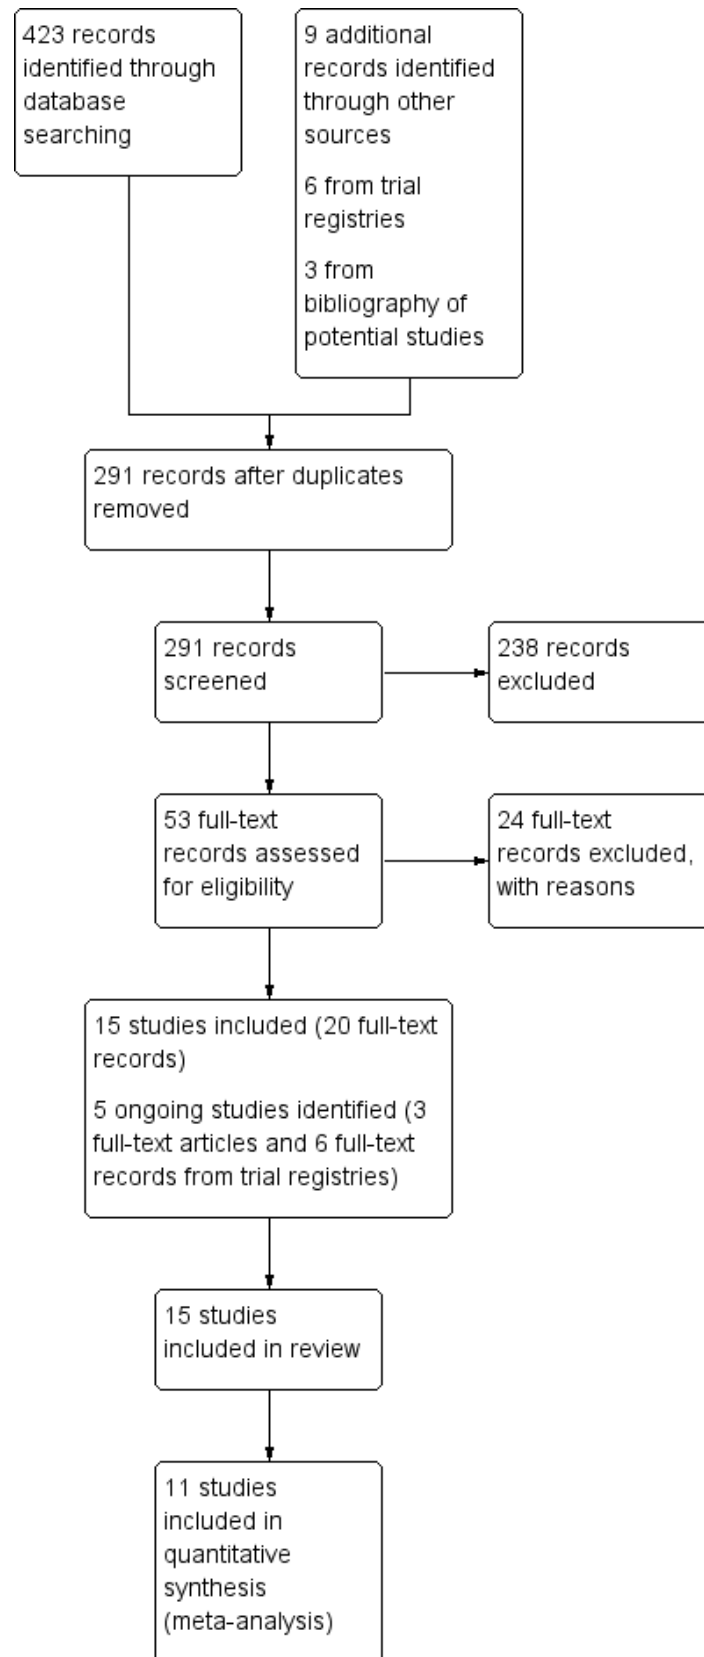 423 records
identified through
database
searching
9 additional
records identified
through other
sources
6 from trial
registries
3 from
bibliography of
potential studies
291 records after duplicates
removed
291 records
screened
238 records
excluded
53 full-text
records assessed
for eligibility
24 full-text
records excluded,
with reasons
15 studies included (20 full-text
records)
5 ongoing studies identified (3
full-text articles and 6 full-text
records from trial registries)
15 studies
included in review
11 studies
included in
quantitative
synthesis
(meta-analysis)